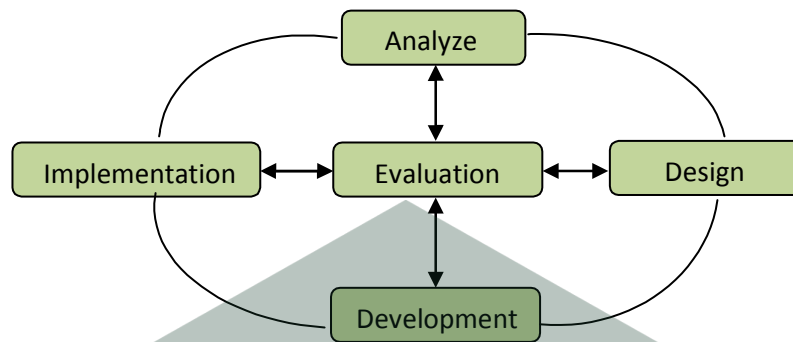 Analyze
Implementation
Evaluation
Design
Development